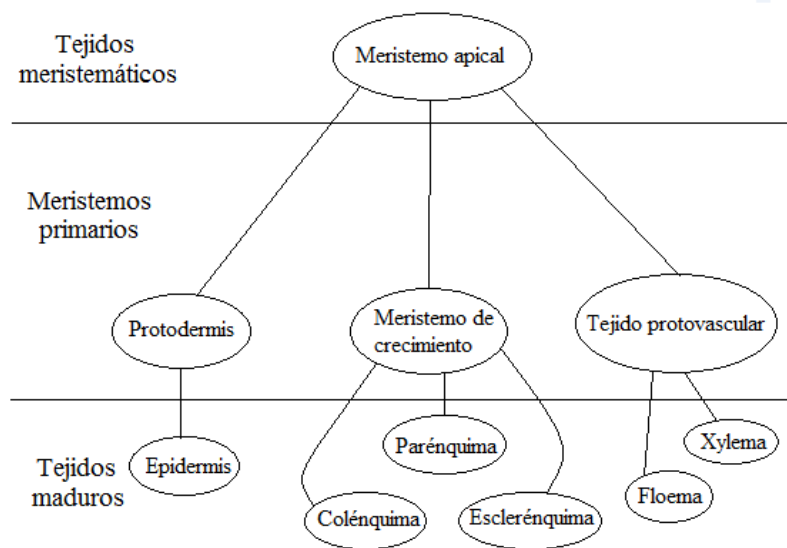 Tejidos
meristemáticos
Meristemo apical
Meristemos
primarios
Protodermis
Meristemo de
crecimiento
Tejido protovascular
Tejidos
maduros
Epidermis
Parénquima
Xylema
Colénquima
Esclerénquima
Floema